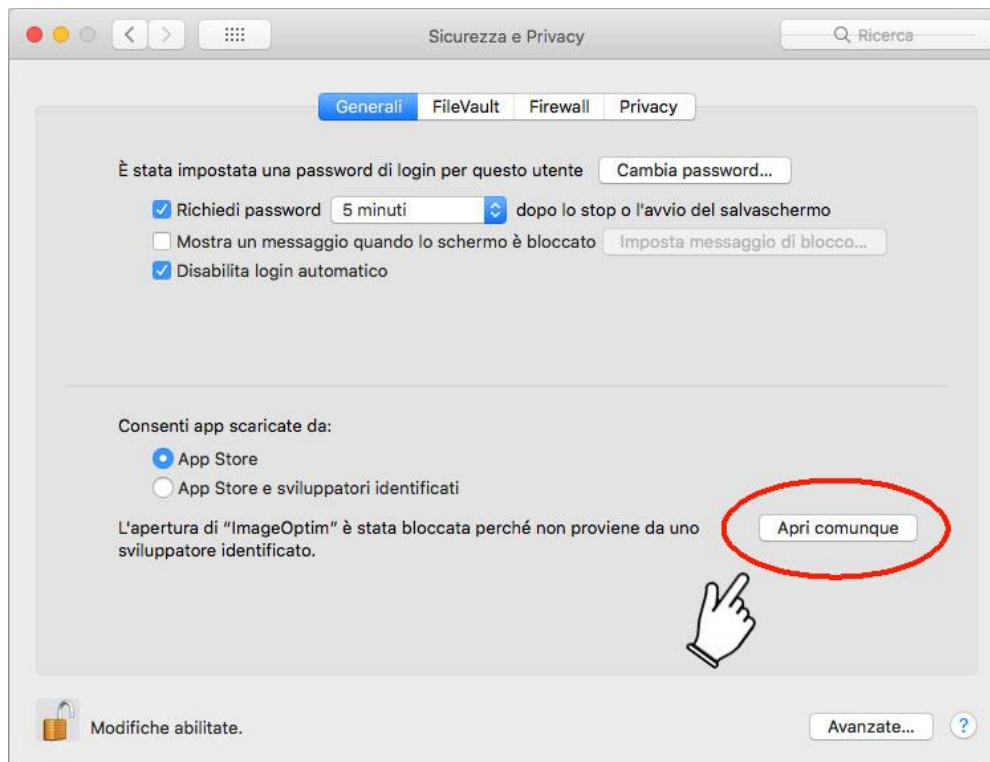 Sicurezza e Privacy
Ricerca
Generali FileVault Firewall Privacy
È stata impostata una password di login per questo utente Cambia password...
Richiedi password 5 minuti dopo lo stop o l'avvio del salvaschermo
Mostra un messaggio quando lo schermo è bloccato Imposta messaggio di blocco...
Disabilita login automatico
Consenti app scaricate da:
App Store
App Store e sviluppatori identificati
L'apertura di “ImageOptim” è stata bloccata perché non proviene da uno
sviluppatore identificato.
Apri comunque
Modifiche abilitate.
Avanzate... ?